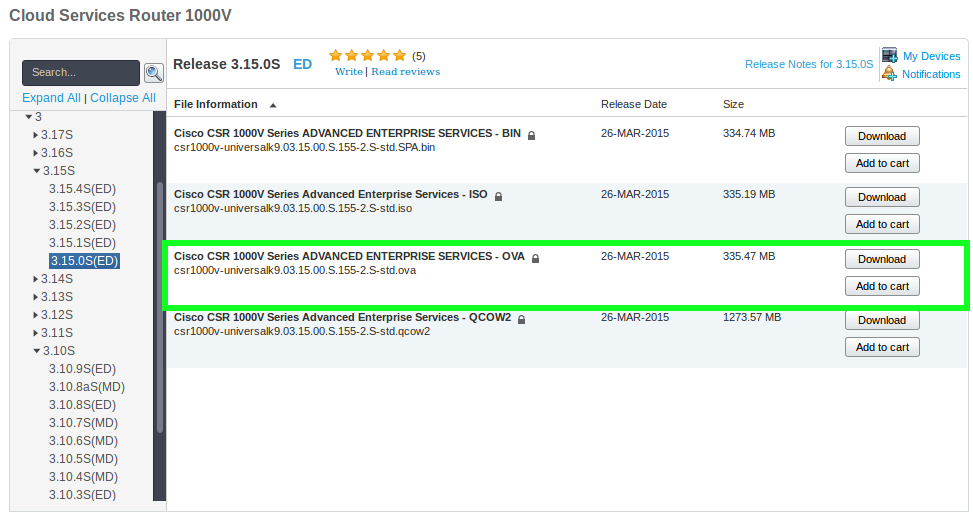 Cloud Services Router 1000V
Search...
Expand All | Collapse All
3
3.17S
3.16S
3.15S
3.15.4S(ED)
3.15.3S(ED)
3.15.2S(ED)
3.15.1S(ED)
3.15.0S(ED)
3.14S
3.13S
3.12S
3.11S
3.10S
3.10.9S(ED)
3.10.8aS(MD)
3.10.8S(ED)
3.10.7S(MD)
3.10.6S(MD)
3.10.5S(MD)
3.10.4S(MD)
3.10.3S(ED)
Release 3.15.0S ED (5)
Write | Read reviews
Release Notes for 3.15.0S
My Devices
Notifications
File Information Release Date Size
Cisco CSR 1000V Series ADVANCED ENTERPRISE SERVICES - BIN 26-MAR-2015 334.74 MB Download
csr1000v-universalk9.03.15.00.S.155-2.S-std.SPA.bin
Add to cart
Cisco CSR 1000V Series Advanced Enterprise Services - ISO 26-MAR-2015 335.19 MB Download
csr1000v-universalk9.03.15.00.S.155-2.S-std.iso
Add to cart
Cisco CSR 1000V Series ADVANCED ENTERPRISE SERVICES - OVA 26-MAR-2015 335.47 MB Download
csr1000v-universalk9.03.15.00.S.155-2.S-std.ova
Add to cart
Cisco CSR 1000V Series Advanced Enterprise Services - QCOW2 26-MAR-2015 1273.57 MB Download
csr1000v-universalk9.03.15.00.S.155-2.S-std.qcow2
Add to cart